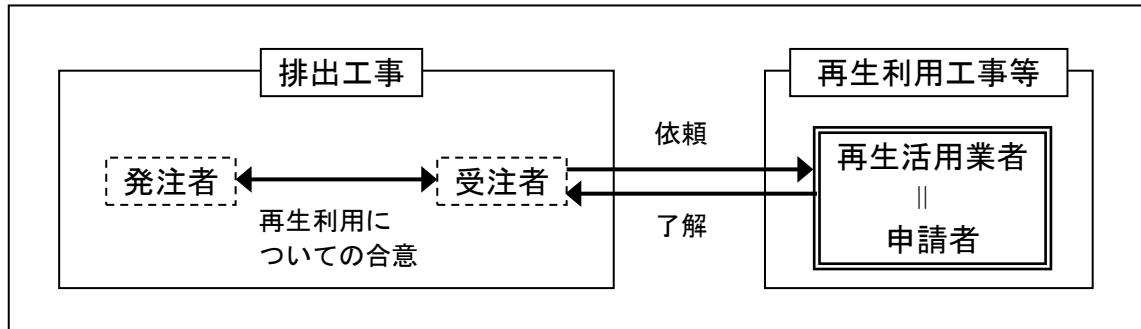 排出工事
再生利用工事等
発注者
受注者
再生利用に
ついての合意
依頼
了解
再生活用業者
॥
申請者